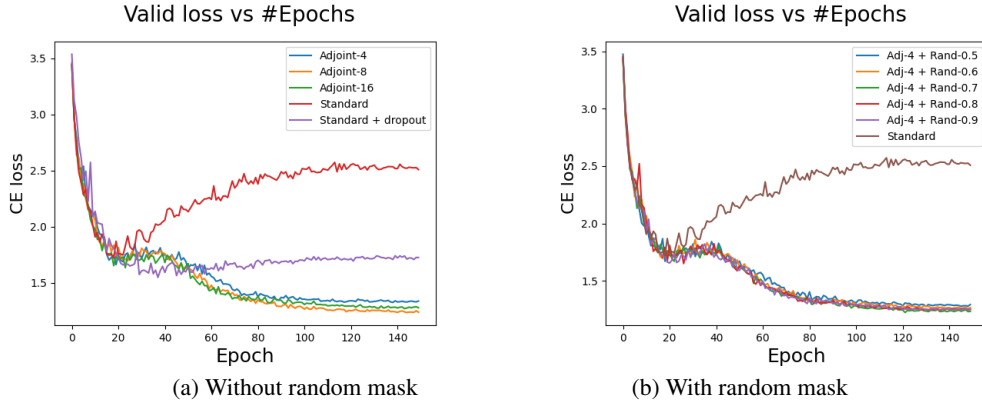 Valid loss vs #Epochs
3.5
3.0
2.5
2.0
1.5
CE loss
Adjoint-4
Adjoint-8
Adjoint-16
Standard
Standard + dropout
0 20 40 60 80 100 120 140
Epoch
(a) Without random mask
Valid loss vs #Epochs
3.5
3.0
2.5
2.0
1.5
CE loss
Adj-4 + Rand-0.5
Adj-4 + Rand-0.6
Adj-4 + Rand-0.7
Adj-4 + Rand-0.8
Adj-4 + Rand-0.9
Standard
0 20 40 60 80 100 120 140
Epoch
(b) With random mask